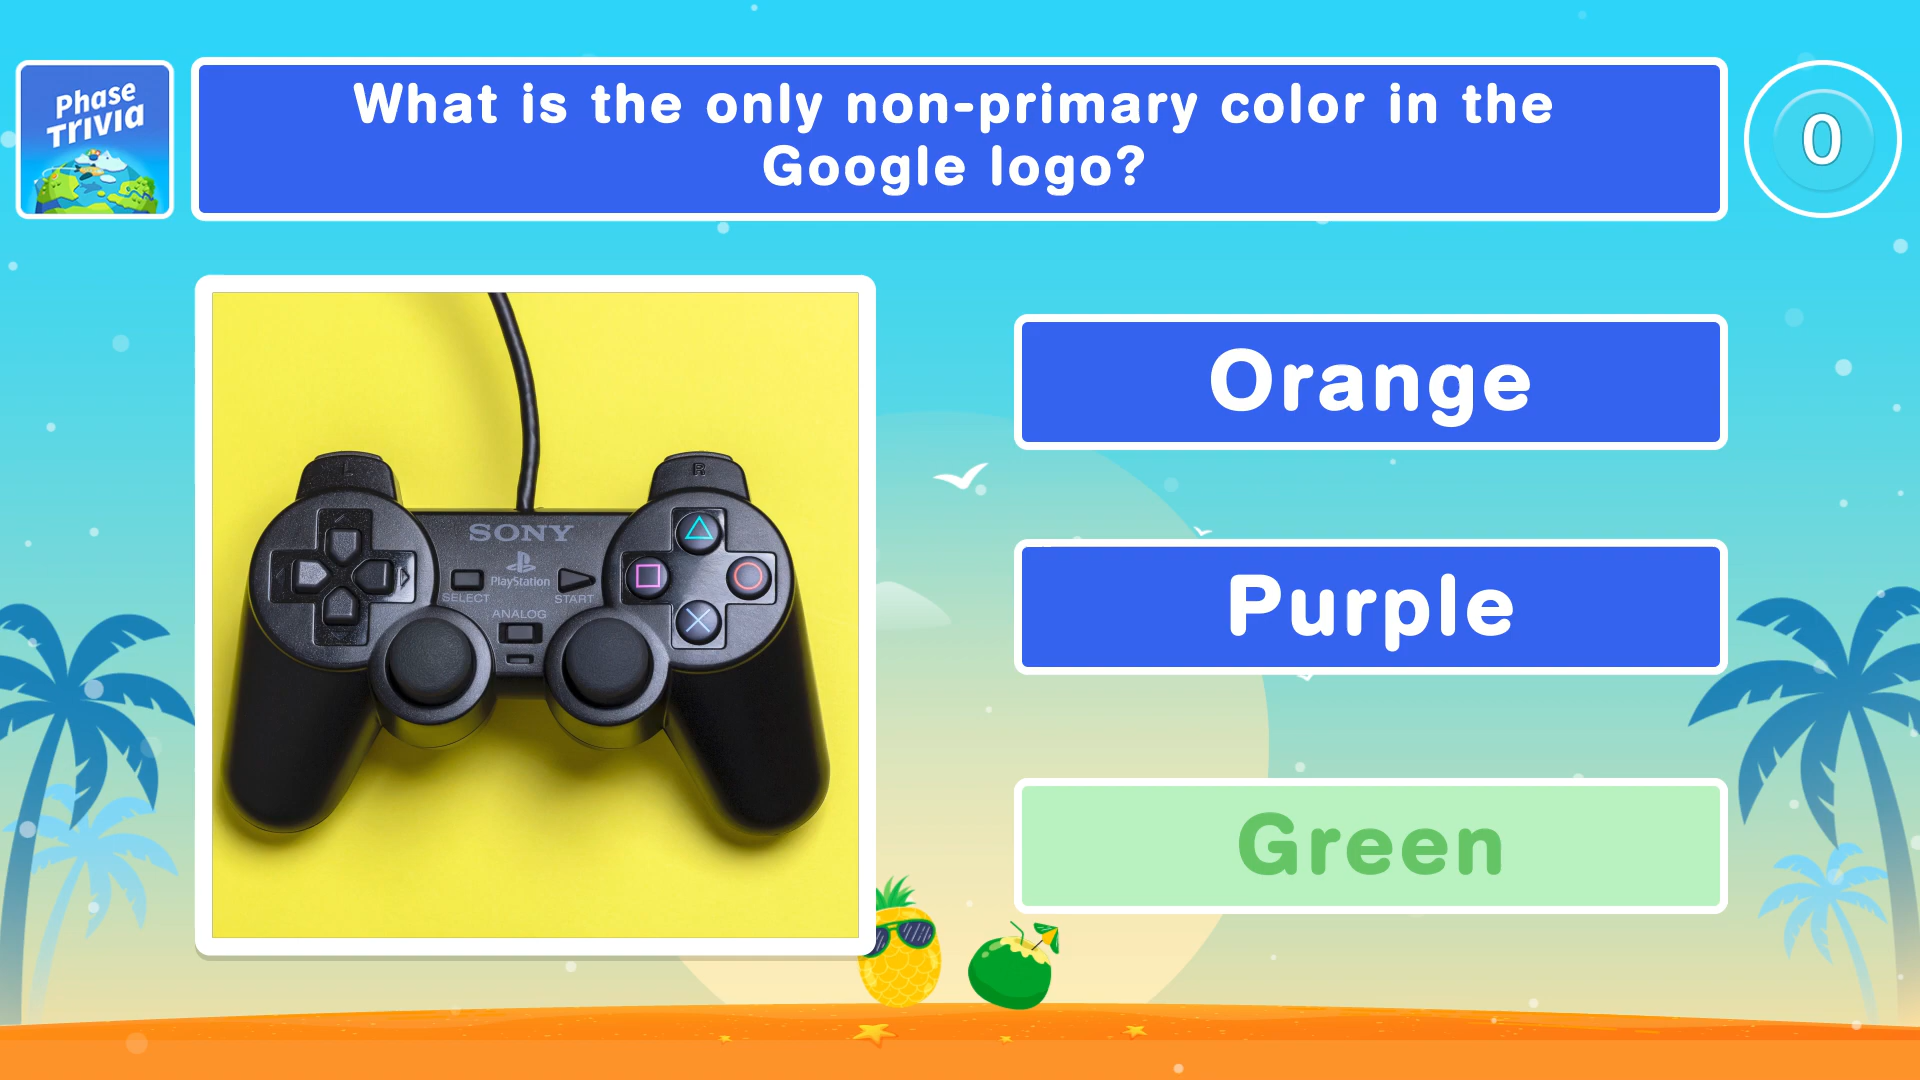 Phase
Trivia
What is the only non-primary color in the
Google logo?
0
L
R
SONY
PlayStation
SELECT
START
ANALOG
Orange
Purple
Green